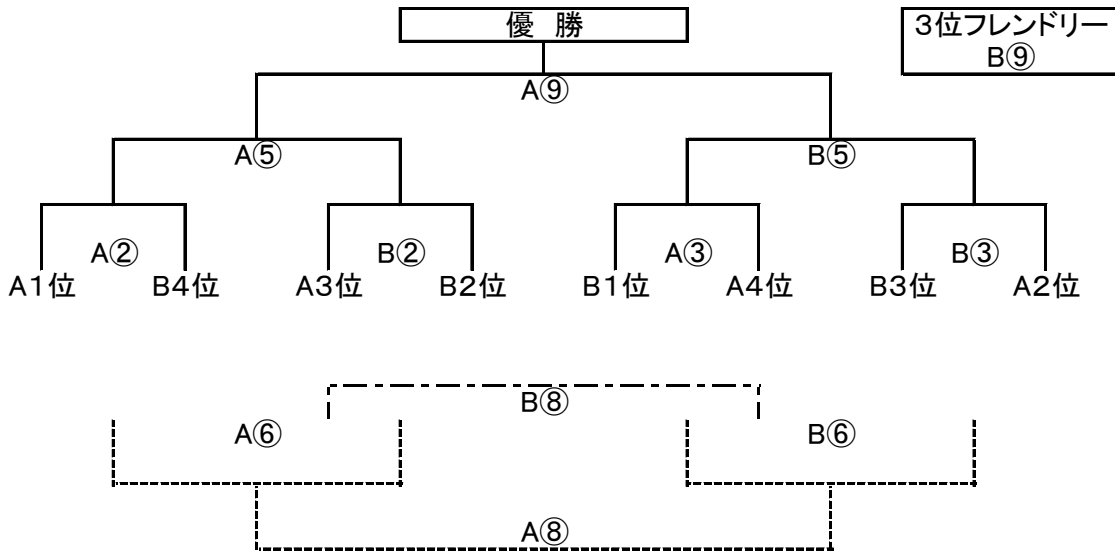 優 勝
3位フレンドリー
B⑨
A⑨
A⑤ B⑤
A② B② A③ B③
A1位 B4位 A3位 B2位 B1位 A4位 B3位 A2位
B⑧
A⑥ B⑥
A⑧